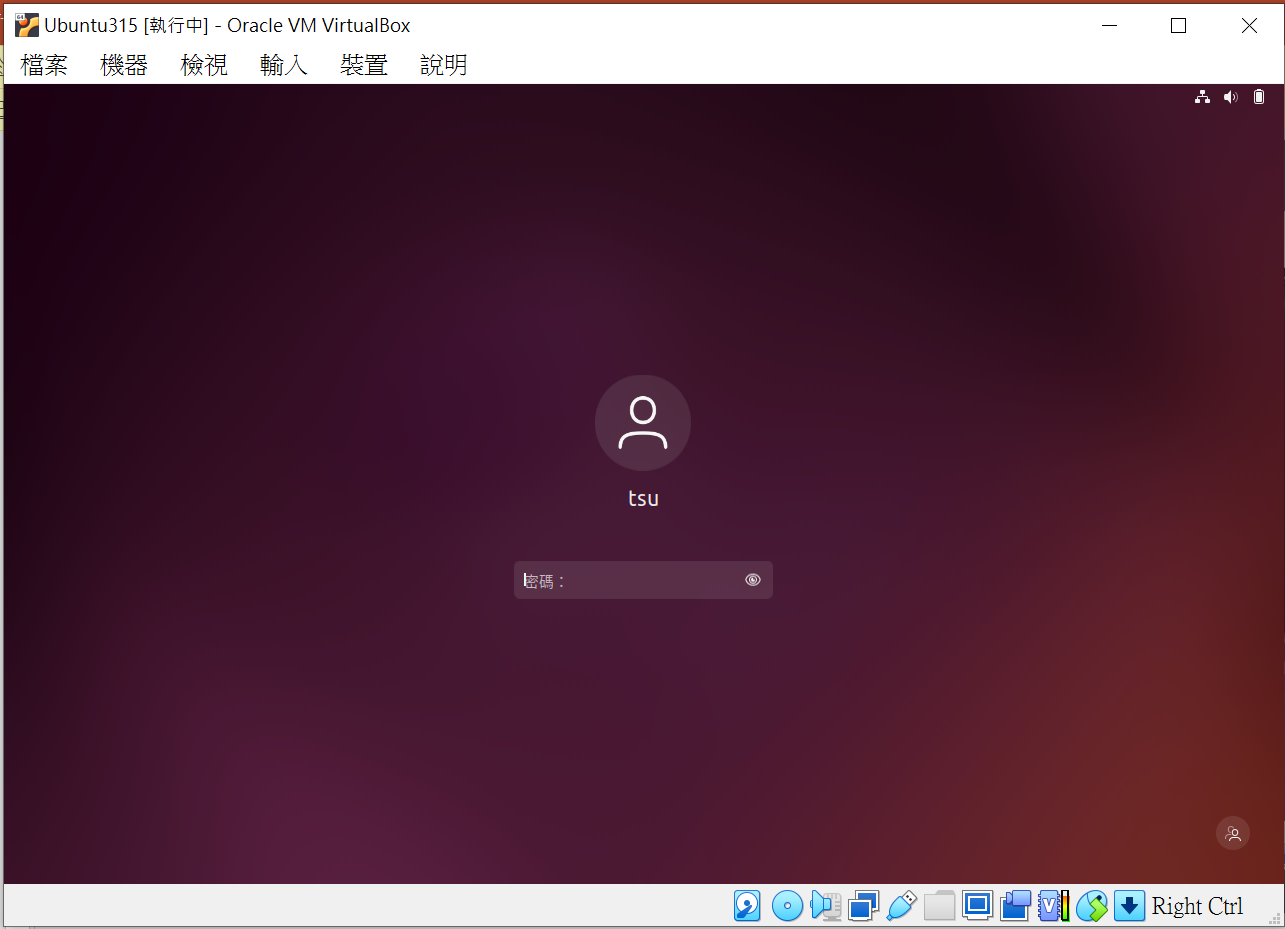 Ubuntu315 [執行中] - Oracle VM VirtualBox
檔案 機器 檢視 輸入 裝置 說明
tsu
密碼：
Right Ctrl